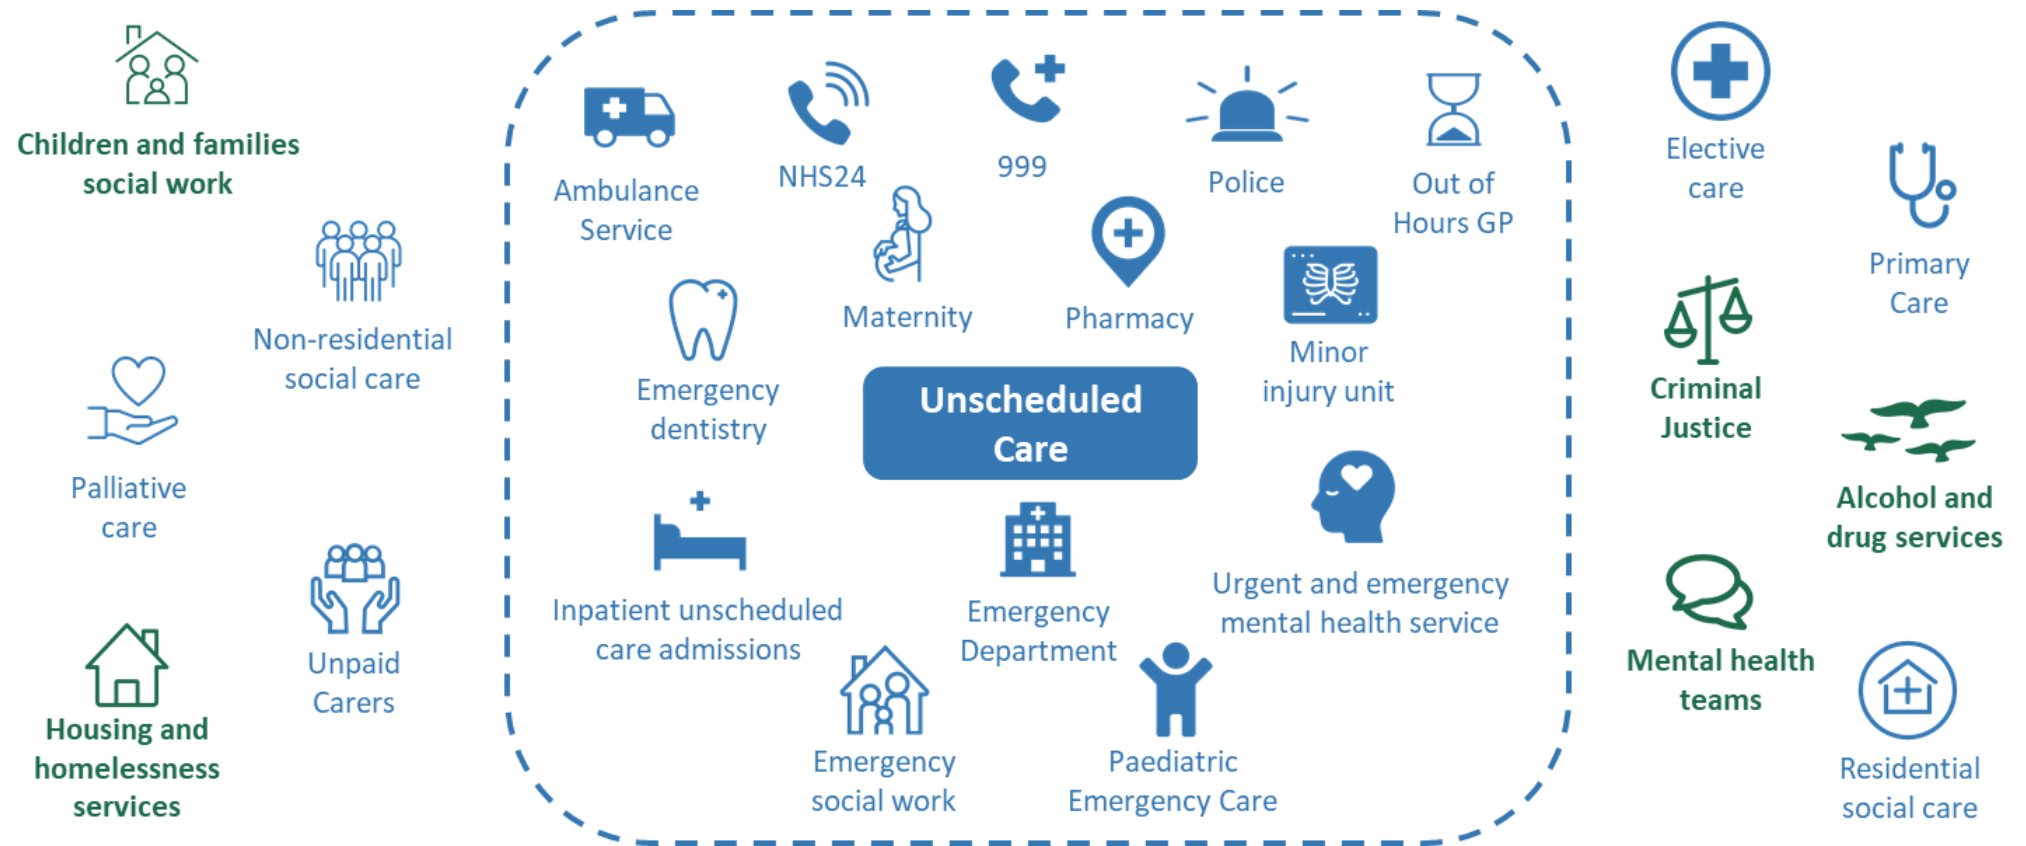 Children and families
social work
Non-residential
social care
Palliative
care
Unpaid
Carers
Housing and
homelessness
services
Ambulance
Service
NHS24
999
Police
Out of
Hours GP
Maternity
Pharmacy
Emergency
dentistry
Minor
injury unit
Unscheduled
Care
Inpatient unscheduled
care admissions
Emergency
Department
Urgent and emergency
mental health service
Emergency
social work
Paediatric
Emergency Care
Elective
care
Primary
Care
Criminal
Justice
Alcohol and
drug services
Mental health
teams
Residential
social care